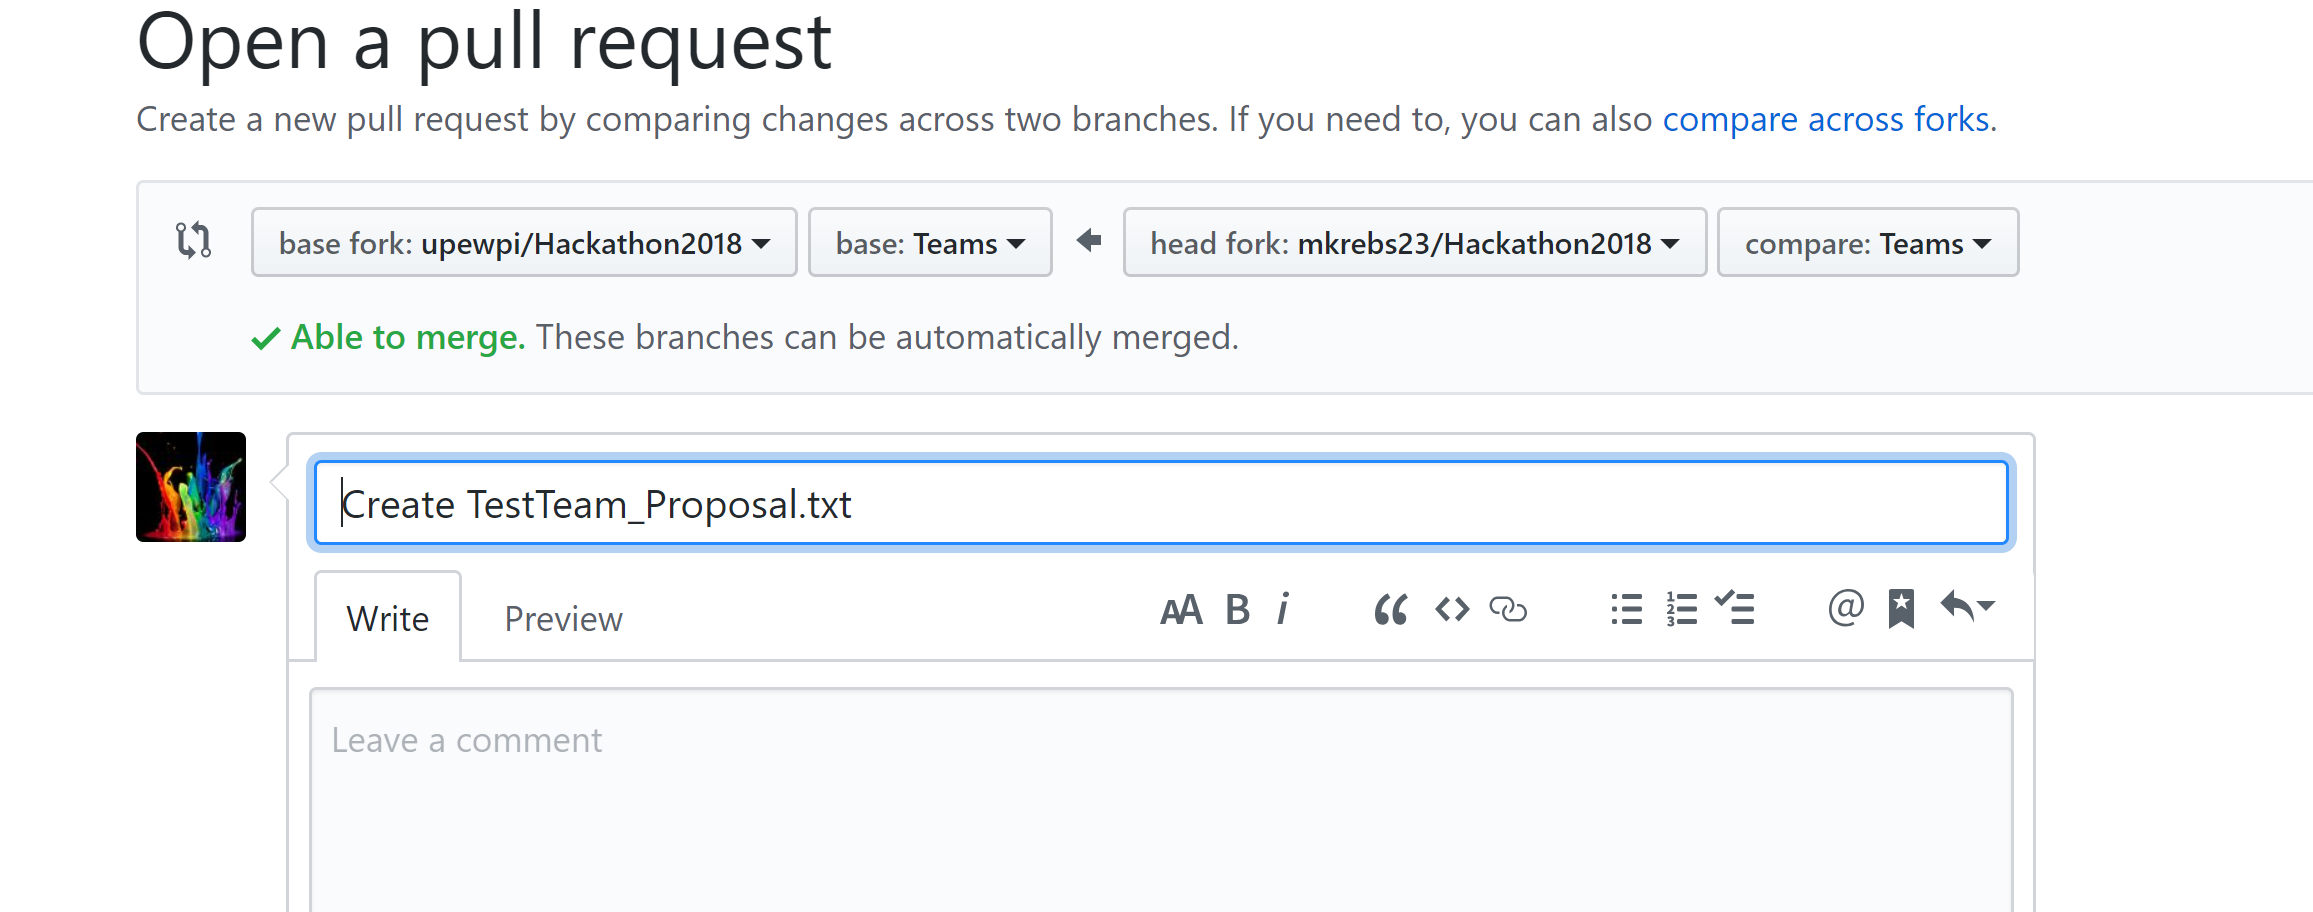 Open a pull request
Create a new pull request by comparing changes across two branches. If you need to, you can also compare across forks.
base fork: upewpi/Hackathon2018 base: Teams head fork: mkrebs23/Hackathon2018 compare: Teams
Able to merge. These branches can be automatically merged.
Create TestTeam_Proposal.txt
Write Preview AA B i
Leave a comment